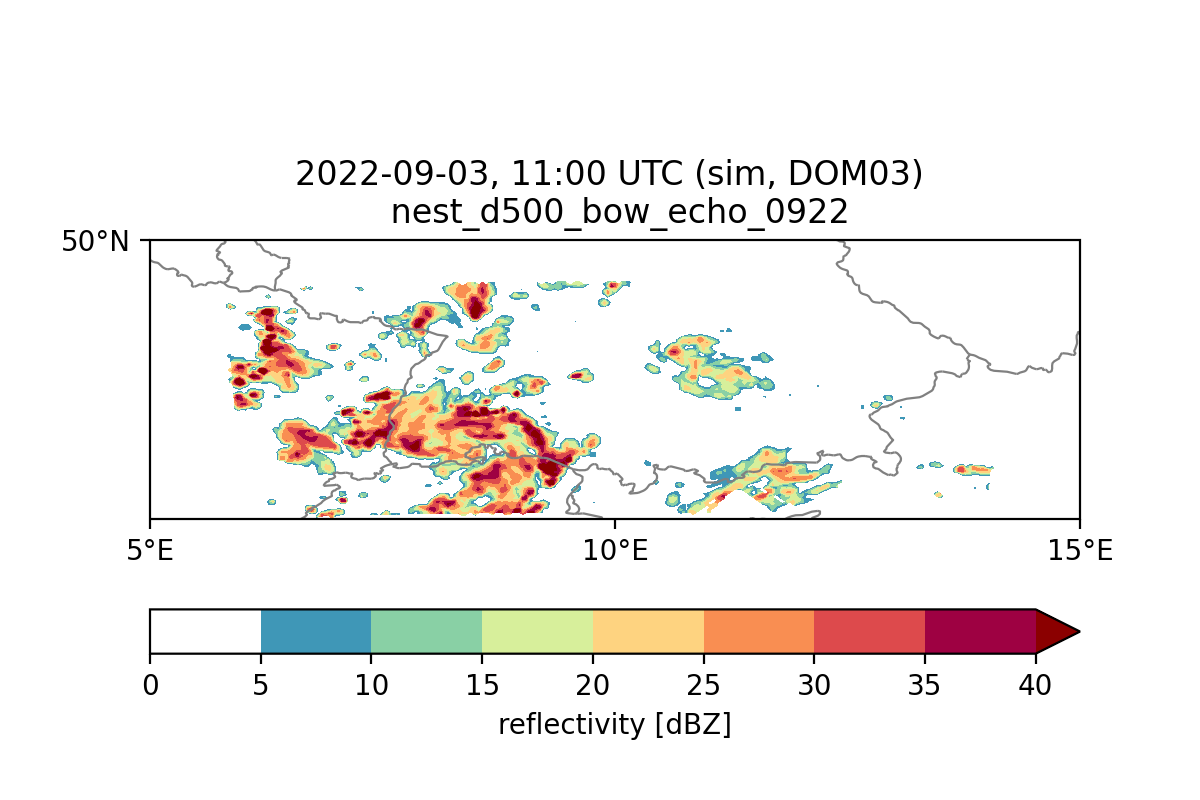 2022-09-03, 11:00 UTC (sim, DOM03)
nest_d500_bow_echo_0922
50°N
5°E 10°E 15°E
0 5 10 15 20 25 30 35 40
reflectivity [dBZ]